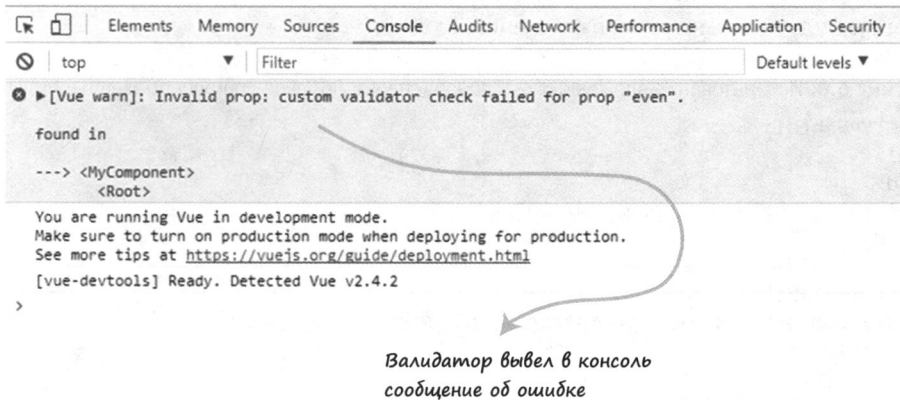 Elements Memory Sources Console Audits Network Performance Application Security
top ▼ Filter Default levels ▼
▶[Vue warn]: Invalid prop: custom validator check failed for prop "even".
found in
---> <MyComponent>
<Root>
You are running Vue in development mode.
Make sure to turn on production mode when deploying for production.
See more tips at https://vuejs.org/guide/deployment.html
[vue-devtools] Ready. Detected Vue v2.4.2
>
Валидатор вывел в консоль
сообщение об ошибке